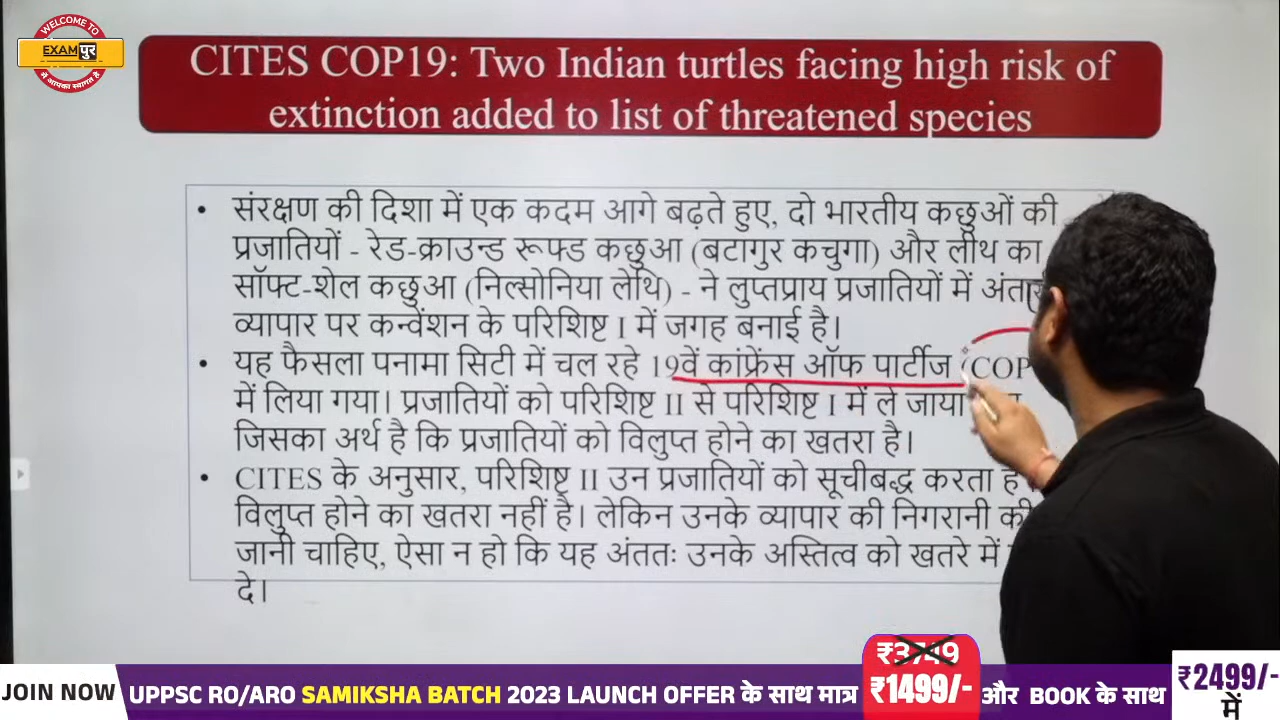 WELCOME TO
EXAMपुर
में आपका स्वागत है
CITES COP19: Two Indian turtles facing high risk of
extinction added to list of threatened species
• संरक्षण की दिशा में एक कदम आगे बढ़ते हुए, दो भारतीय कछुओं की
प्रजातियों - रेड-क्राउन्ड रूफ्ड कछुआ (बटागुर कचुगा) और लीथ का
सॉफ्ट-शेल कछुआ (निल्सोनिया लेथि) - ने लुप्तप्राय प्रजातियों में
व्यापार पर कन्वेंशन के परिशिष्ट I में जगह बनाई है।
• यह फैसला पनामा सिटी में चल रहे 19वें कांफ्रेंस ऑफ पार्टीज (COP
में लिया गया। प्रजातियों को परिशिष्ट II से परिशिष्ट I में ले जाया
जिसका अर्थ है कि प्रजातियों को विलुप्त होने का खतरा है।
• CITES के अनुसार, परिशिष्ट II उन प्रजातियों को सूचीबद्ध करता
विलुप्त होने का खतरा नहीं है। लेकिन उनके व्यापार की निगरानी की
जानी चाहिए, ऐसा न हो कि यह अंततः उनके अस्तित्व को खतरे में
दे।
JOIN NOW UPPSC RO/ARO SAMIKSHA BATCH 2023 LAUNCH OFFER के साथ मात्र ₹3749 ₹1499/- और BOOK के साथ ₹2499/- में